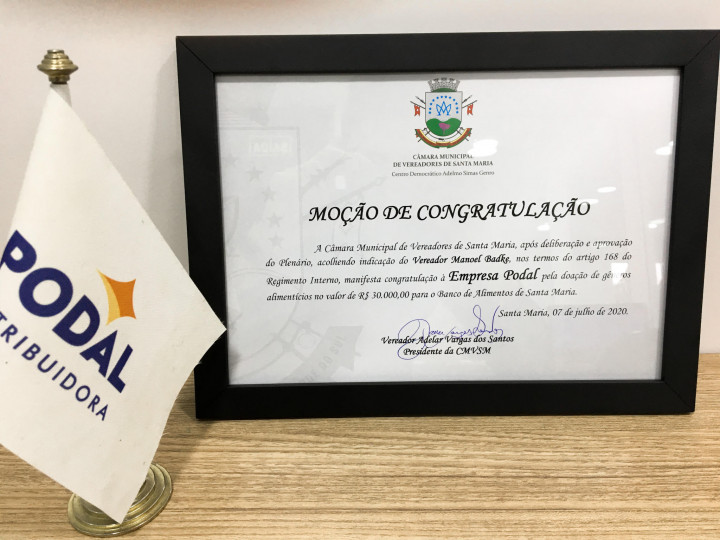 CÂMARA MUNICIPAL
DE VEREADORES DE SANTA MARIA
Centro Democrático Adelmo Simas Genro
MOÇÃO DE CONGRATULAÇÃO
A Câmara Municipal de Vereadores de Santa Maria, após deliberação e aprovação
do Plenário, acolhendo indicação do Vereador Manoel Badke, nos termos do artigo 168 do
Regimento Interno, manifesta congratulação à Empresa Podal pela doação de gêneros
alimentícios no valor de R$ 30.000,00 para o Banco de Alimentos de Santa Maria.
Santa Maria, 07 de julho de 2020.
Vereador Adelar Vargas dos Santos
Presidente da CMVSM
PODAL
TRIBUIDORA